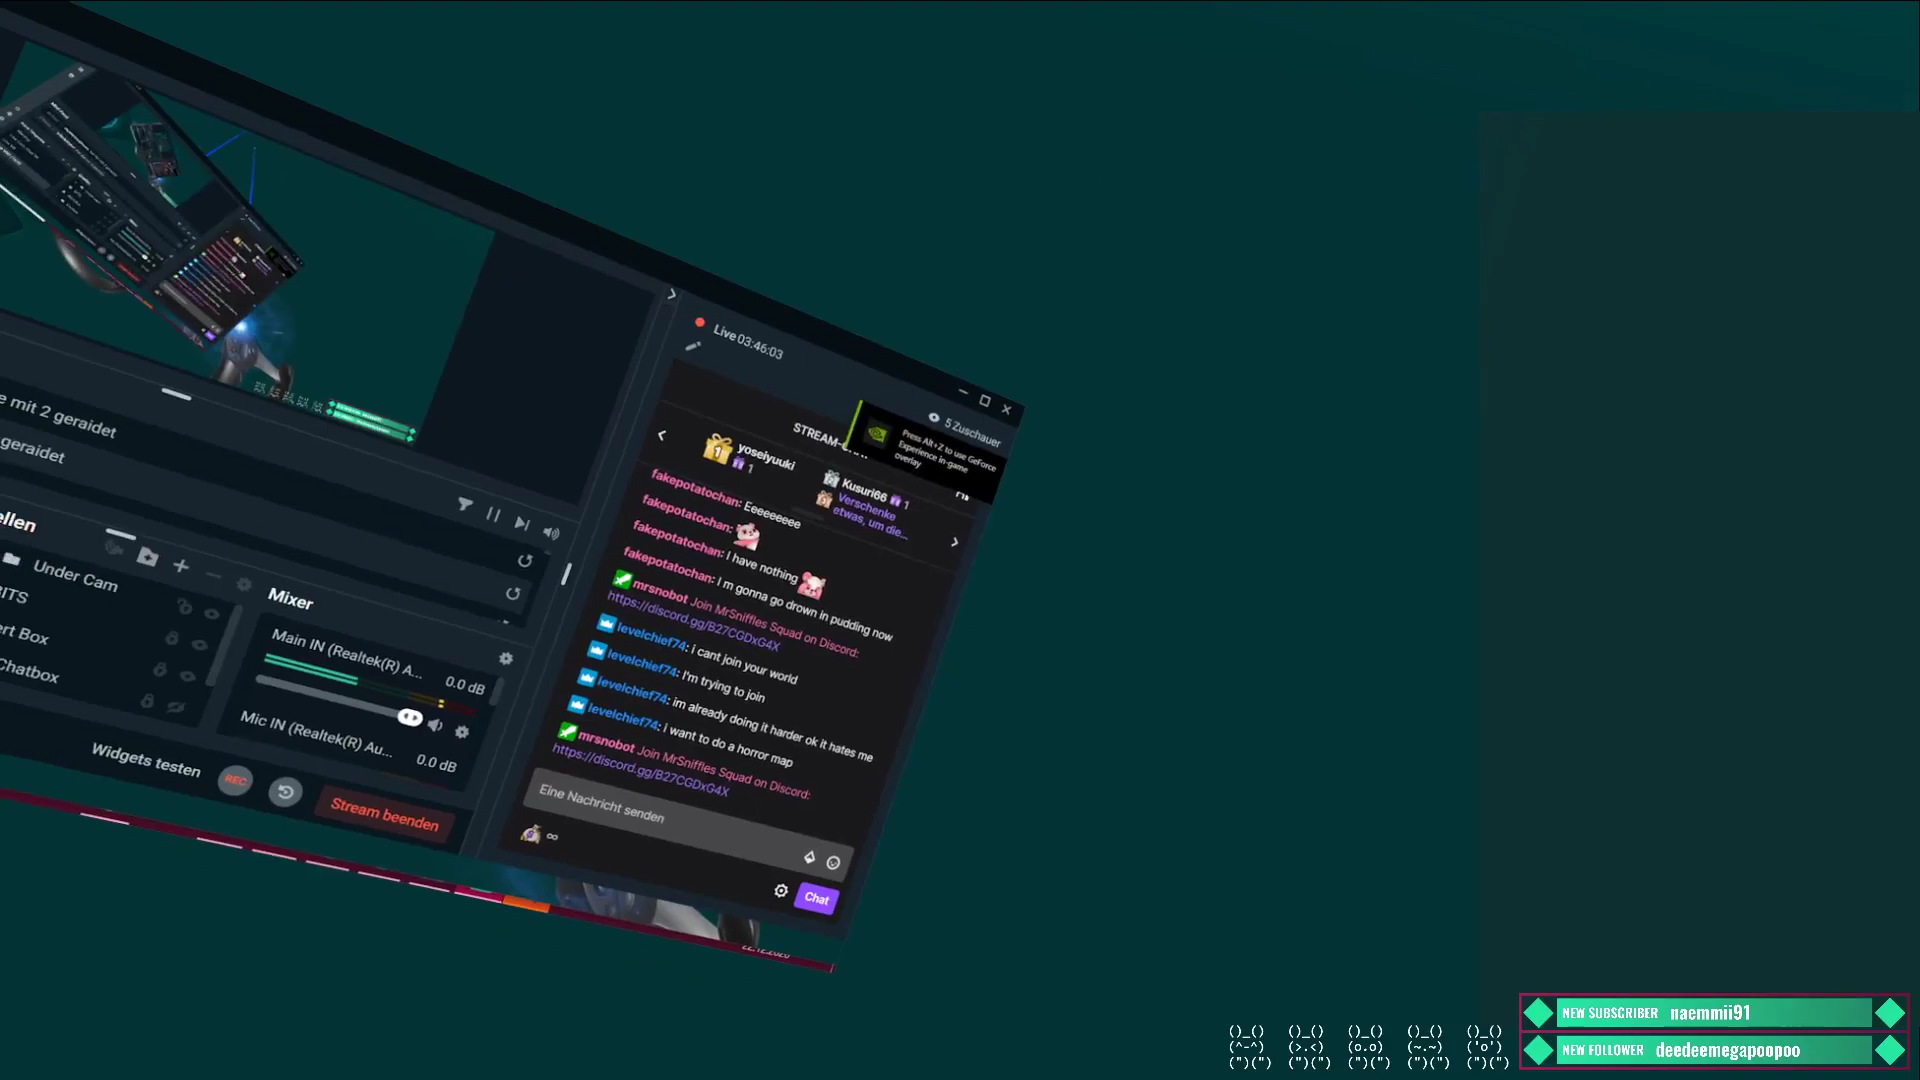 Live 03:46:03
5 Zuschauer
Press Alt+Z to use GeForce
Experience in-game
overlay
yoseiyuuki
1
Kusuri66 1
Verschenke
etwas, um die...
e mit 2 geraidet
geraidet
fakepotatochan: Eeeeeeeee
fakepotatochan:
fakepotatochan: I have nothing
fakepotatochan: I m gonna go drown in pudding now
mrsnobot Join MrSniffles Squad on Discord:
https://discord.gg/B27CGDxG4X
levelchief74: i cant join your world
levelchief74: I'm trying to join
levelchief74: im already doing it harder ok it hates me
levelchief74: i want to do a horror map
mrsnobot Join MrSniffles Squad on Discord:
https://discord.gg/B27CGDxG4X
Eine Nachricht senden
∞
Chat
ellen
Under Cam
BITS
ert Box
Chatbox
Mixer
Main IN (Realtek(R) A...
0.0 dB
Mic IN (Realtek(R) Au...
0.0 dB
Widgets testen
REC
Stream beenden
()_() ()_() ()_() ()_() ()_()
(^-^) (>.<) (o.o) (~.~) ('o')
(")(") (")(") (")(") (")(") (")(")
NEW SUBSCRIBER naemmii91
NEW FOLLOWER deedeemegapoopoo